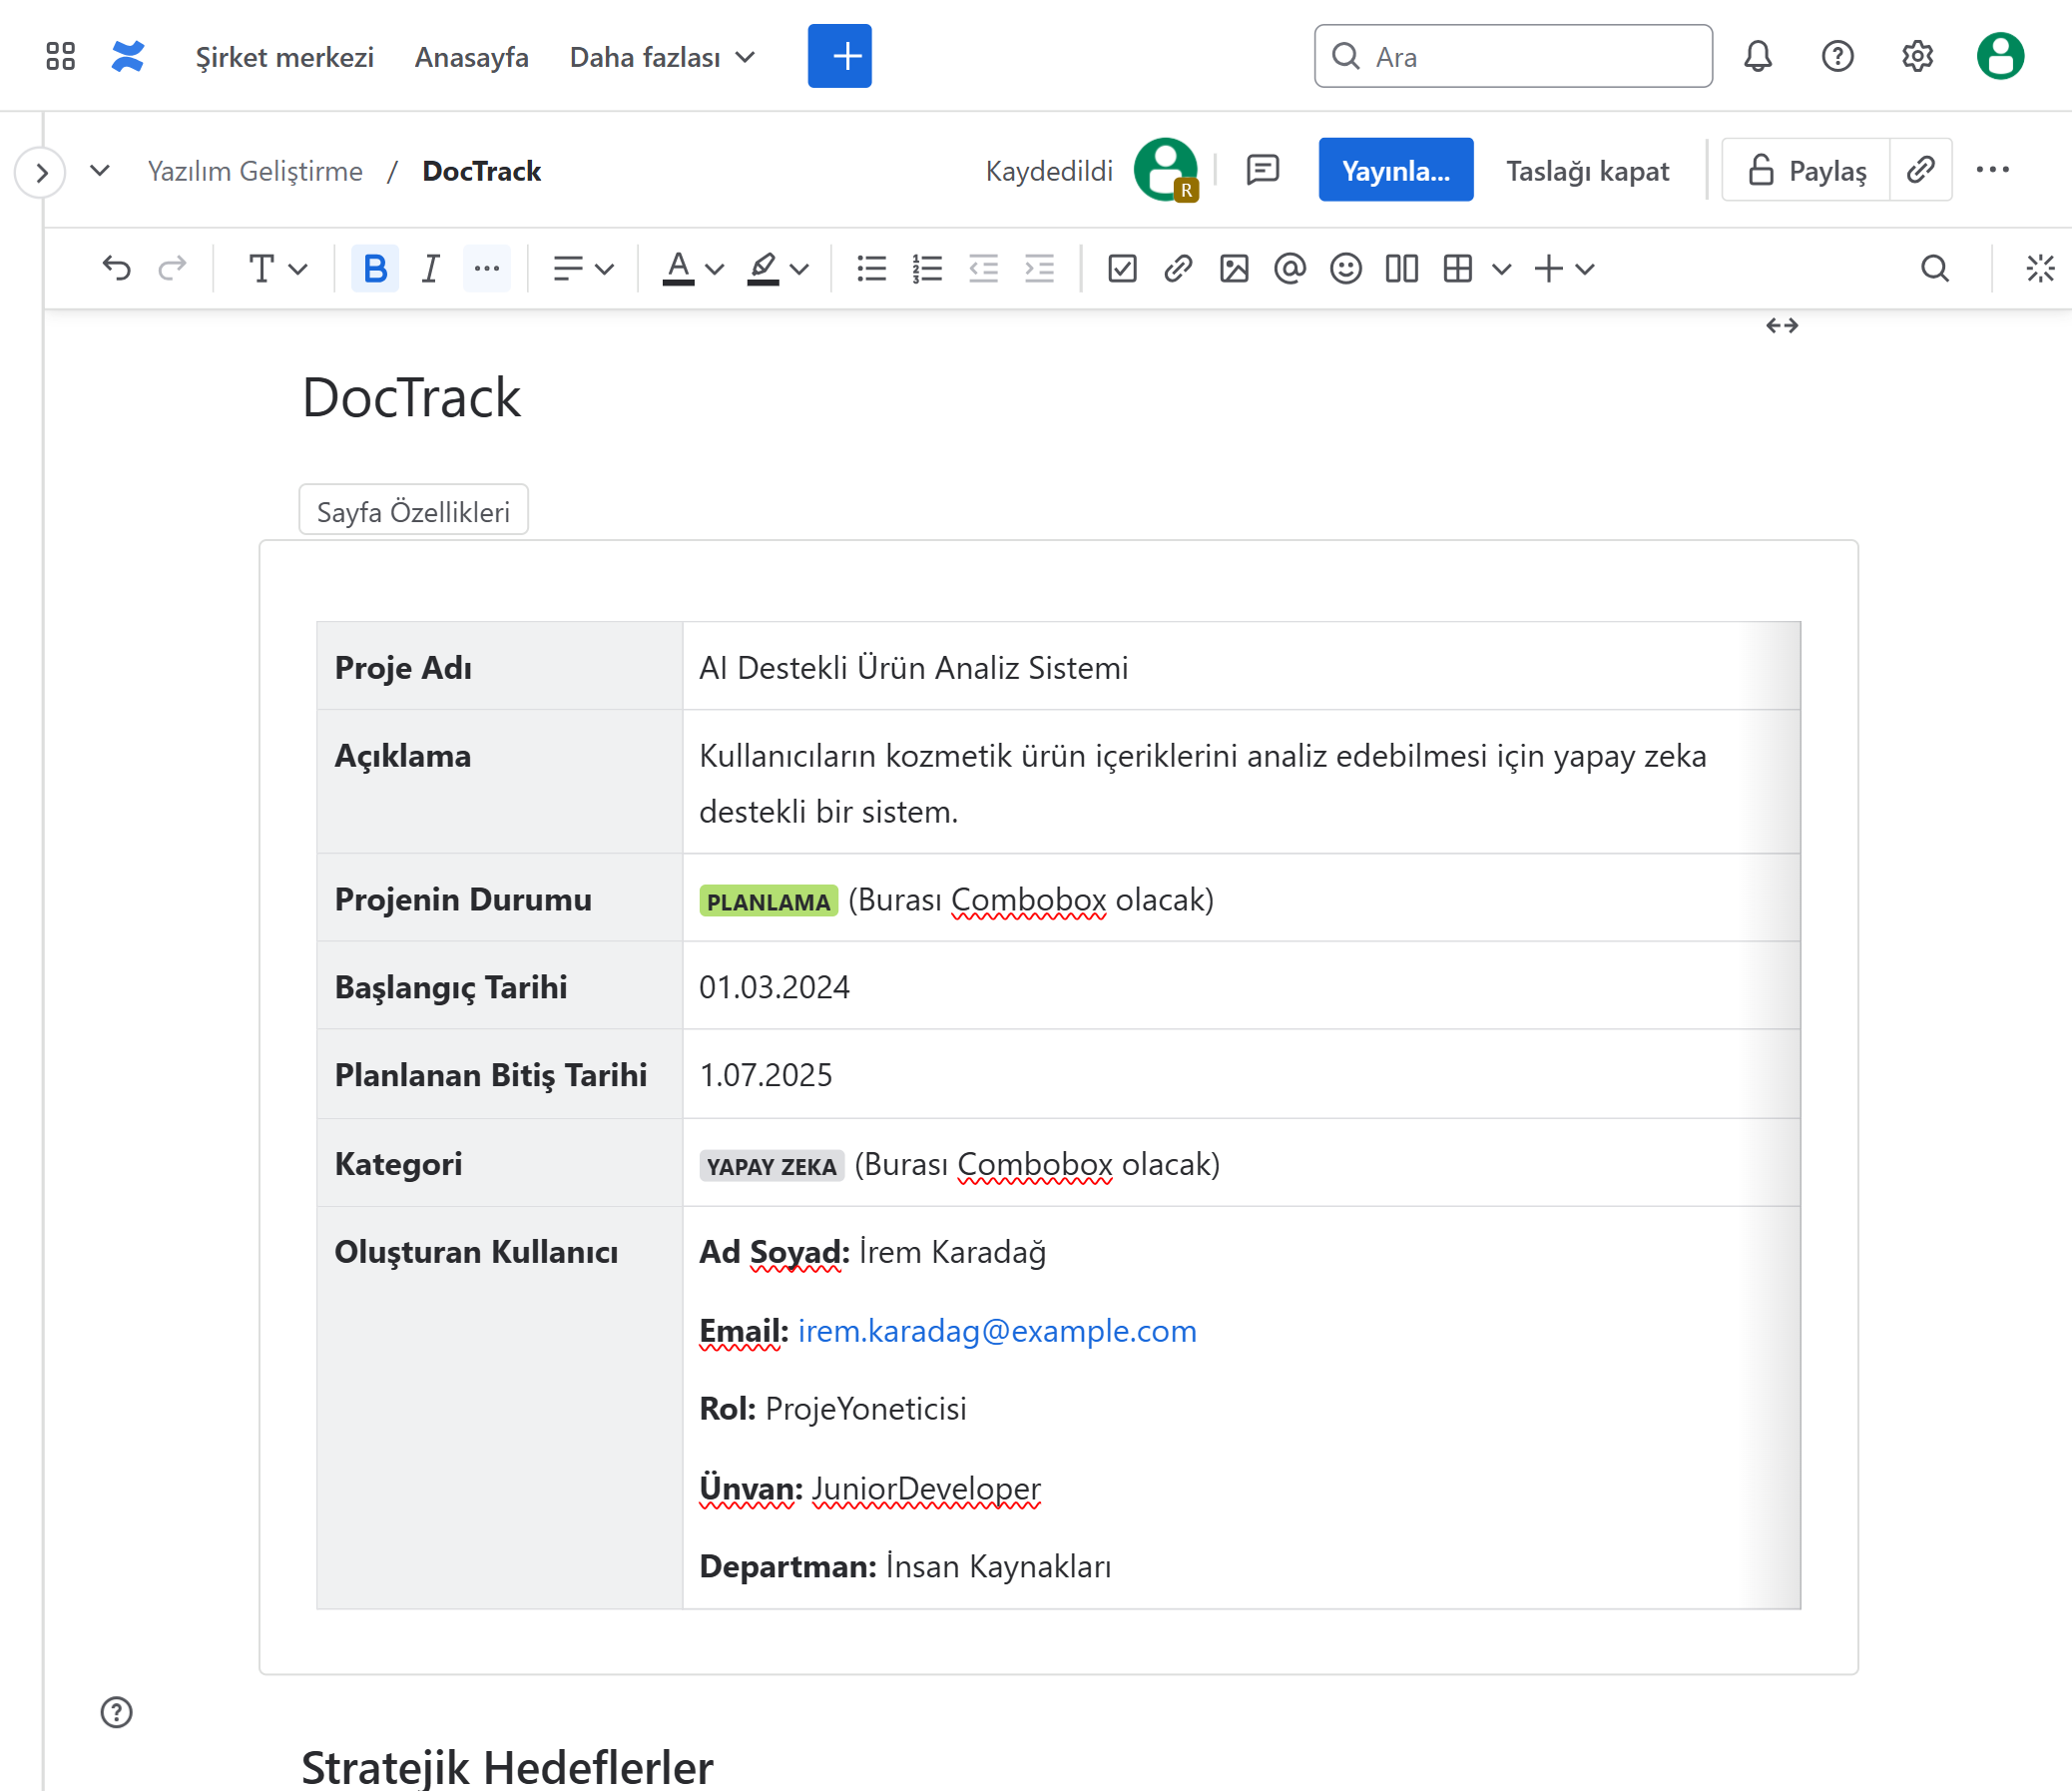 Şirket merkezi Anasayfa Daha fazlası Ara
Yazılım Geliştirme / DocTrack Kaydedildi R Yayınla... Taslağı kapat Paylaş
DocTrack
Sayfa Özellikleri
Proje Adı AI Destekli Ürün Analiz Sistemi
Açıklama Kullanıcıların kozmetik ürün içeriklerini analiz edebilmesi için yapay zeka
destekli bir sistem.
Projenin Durumu PLANLAMA (Burası Combobox olacak)
Başlangıç Tarihi 01.03.2024
Planlanan Bitiş Tarihi 1.07.2025
Kategori YAPAY ZEKA (Burası Combobox olacak)
Oluşturan Kullanıcı Ad Soyad: İrem Karadağ
Email: irem.karadag@example.com
Rol: ProjeYoneticisi
Ünvan: JuniorDeveloper
Departman: İnsan Kaynakları
Stratejik Hedeflerler